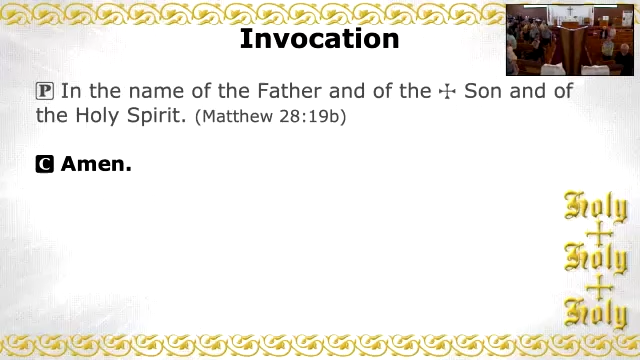 Invocation
P In the name of the Father and of the ☩ Son and of
the Holy Spirit. (Matthew 28:19b)
C Amen.
Holy
Holy
Holy